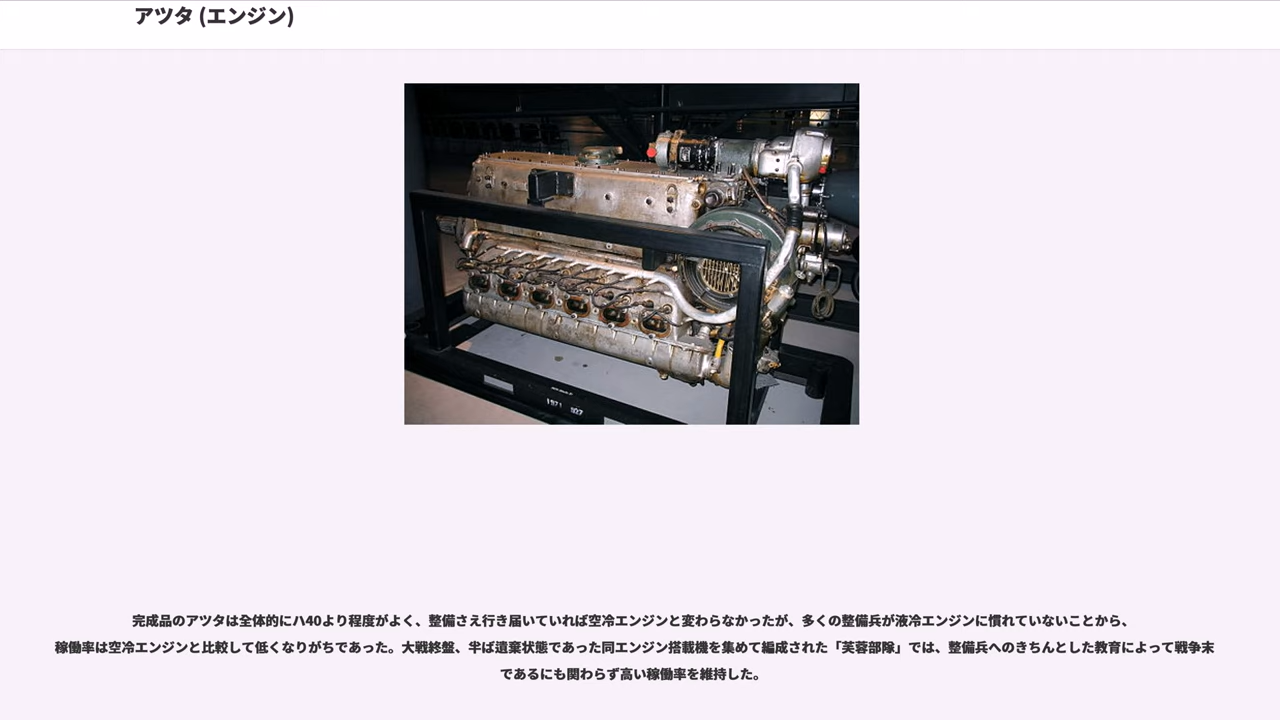 アツタ (エンジン)
完成品のアツタは全体的にハ40より程度がよく、整備さえ行き届いていれば空冷エンジンと変わらなかったが、多くの整備兵が液冷エンジンに慣れていないことから、
稼働率は空冷エンジンと比較して低くなりがちであった。大戦終盤、半ば遺棄状態であった同エンジン搭載機を集めて編成された「芙蓉部隊」では、整備兵へのきちんとした教育によって戦争末
であるにも関わらず高い稼働率を維持した。